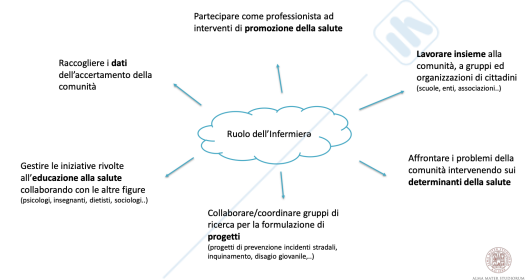 Partecipare come professionista ad
interventi di promozione della salute
Raccogliere i dati
dell'accertamento della
comunità
Lavorare insieme alla
comunità, a gruppi ed
organizzazioni di cittadini
(scuole, enti, associazioni..)
Ruolo dell'Infermiera
Gestire le iniziative rivolte
all'educazione alla salute
collaborando con le altre figure
(psicologi, insegnanti, dietisti, sociologi..)
Affrontare i problemi della
comunità intervenendo sui
determinanti della salute
Collaborare/coordinare gruppi di
ricerca per la formulazione di
progetti
(progetti di prevenzione incidenti stradali,
inquinamento, disagio giovanile,..)
ALMA MATER STUDIORUM